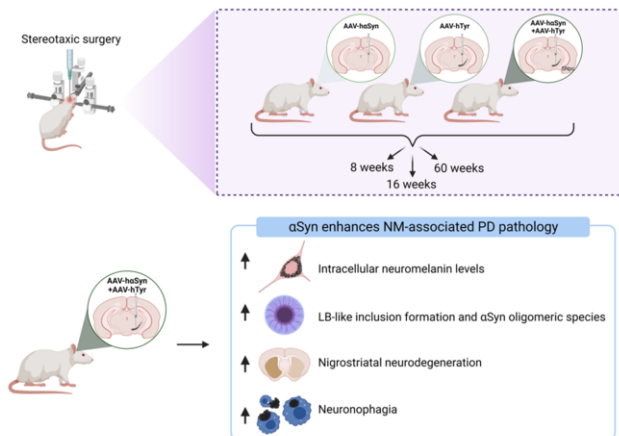 Stereotaxic surgery
AAV-hαSyn
AAV-hTyr
AAV-hαSyn
+AAV-hTyr
8 weeks
60 weeks
16 weeks
αSyn enhances NM-associated PD pathology
AAV-hαSyn
+AAV-hTyr
Intracellular neuromelanin levels
LB-like inclusion formation and αSyn oligomeric species
Nigrostriatal neurodegeneration
Neuronophagia